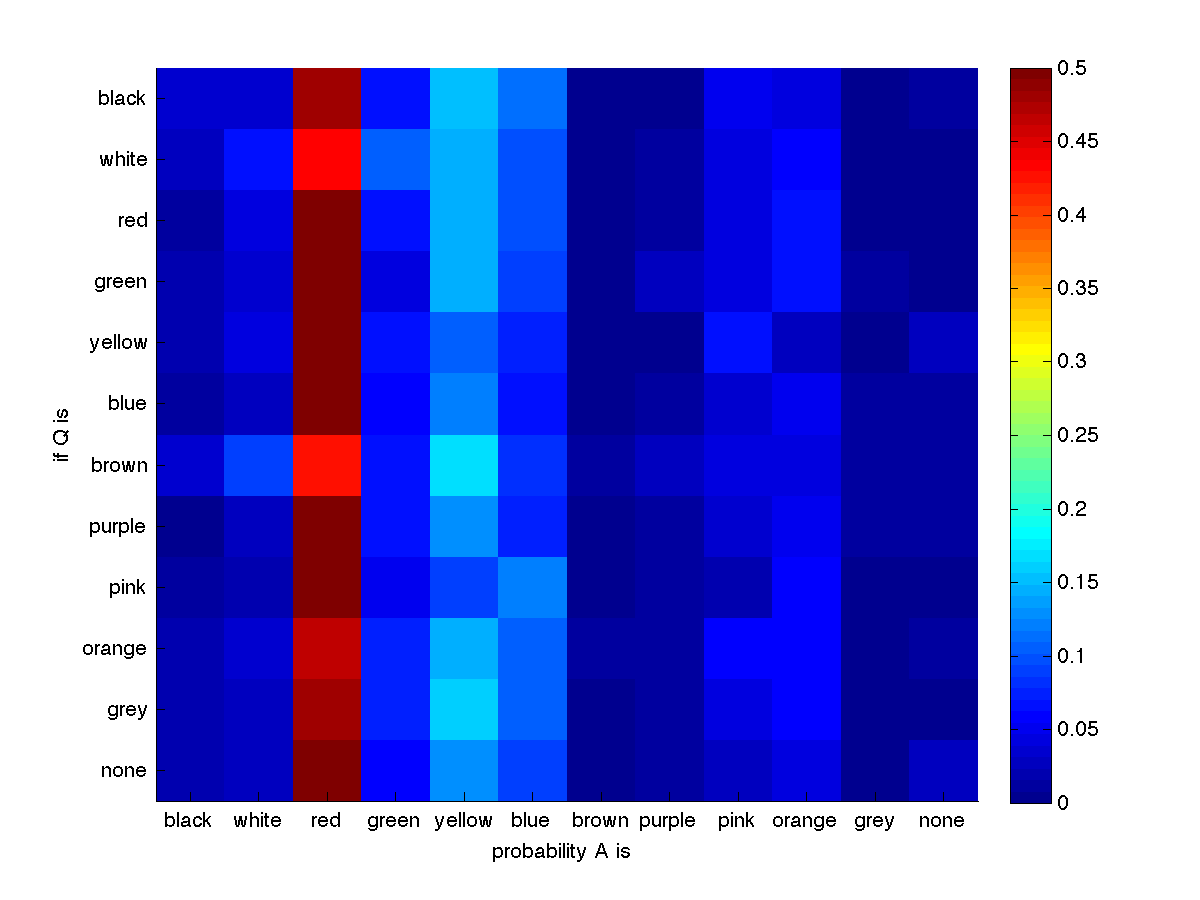 black
white
red
green
yellow
blue
brown
purple
pink
orange
grey
none
if Q is
black white red green yellow blue brown purple pink orange grey none
probability A is
0.5
0.45
0.4
0.35
0.3
0.25
0.2
0.15
0.1
0.05
0